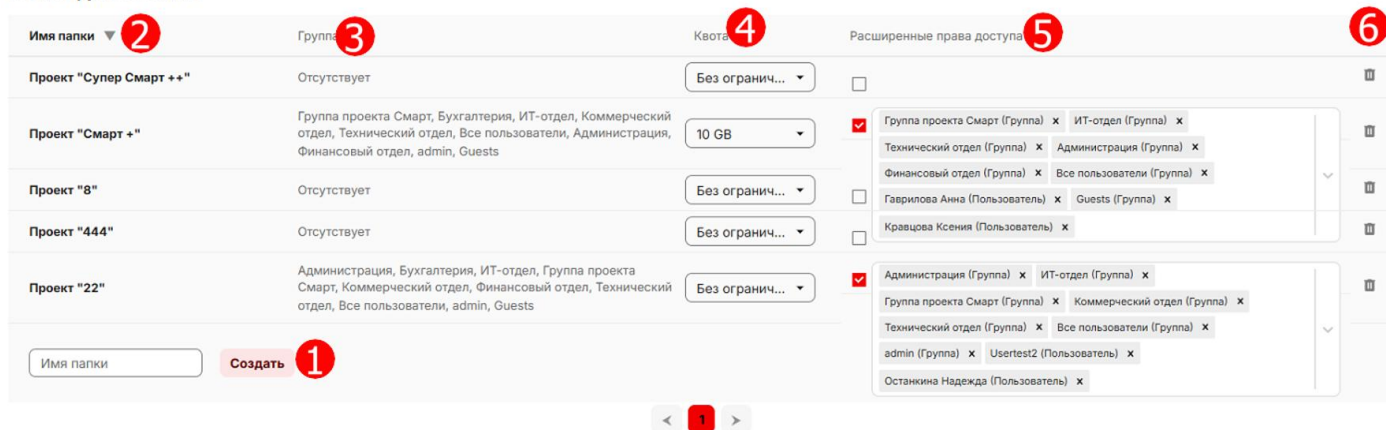 Имя папки ▼ 2 Группа 3 Квота 4 Расширенные права доступа 5 6
Проект "Супер Смарт ++" Отсутствует Без огранич...
Проект "Смарт +"
Группа проекта Смарт, Бухгалтерия, ИТ-отдел, Коммерческий
отдел, Технический отдел, Все пользователи, Администрация,
Финансовый отдел, admin, Guests
10 GB
Группа проекта Смарт (Группа) x ИТ-отдел (Группа) x
Технический отдел (Группа) x Администрация (Группа) x
Финансовый отдел (Группа) x Все пользователи (Группа) x
Гаврилова Анна (Пользователь) x Guests (Группа) x
Кравцова Ксения (Пользователь) x
Проект "8" Отсутствует Без огранич...
Проект "444" Отсутствует Без огранич...
Проект "22"
Администрация, Бухгалтерия, ИТ-отдел, Группа проекта
Смарт, Коммерческий отдел, Финансовый отдел, Технический
отдел, Все пользователи, admin, Guests
Без огранич...
Администрация (Группа) x ИТ-отдел (Группа) x
Группа проекта Смарт (Группа) x Коммерческий отдел (Группа) x
Технический отдел (Группа) x Все пользователи (Группа) x
admin (Группа) x Usertest2 (Пользователь) x
Останкина Надежда (Пользователь) x
Имя папки Создать 1
< 1 >